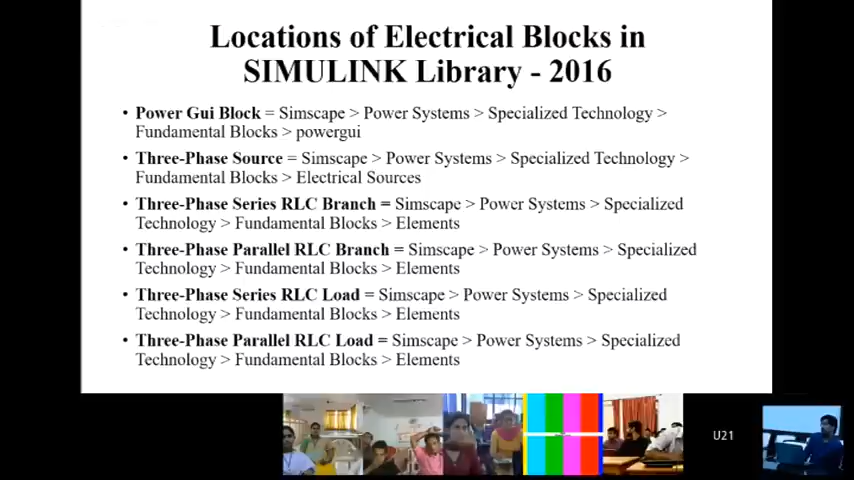 Locations of Electrical Blocks in
SIMULINK Library - 2016
• Power Gui Block = Simscape > Power Systems > Specialized Technology >
Fundamental Blocks > powergui
• Three-Phase Source = Simscape > Power Systems > Specialized Technology >
Fundamental Blocks > Electrical Sources
• Three-Phase Series RLC Branch = Simscape > Power Systems > Specialized
Technology > Fundamental Blocks > Elements
• Three-Phase Parallel RLC Branch = Simscape > Power Systems > Specialized
Technology > Fundamental Blocks > Elements
• Three-Phase Series RLC Load = Simscape > Power Systems > Specialized
Technology > Fundamental Blocks > Elements
• Three-Phase Parallel RLC Load = Simscape > Power Systems > Specialized
Technology > Fundamental Blocks > Elements
U21